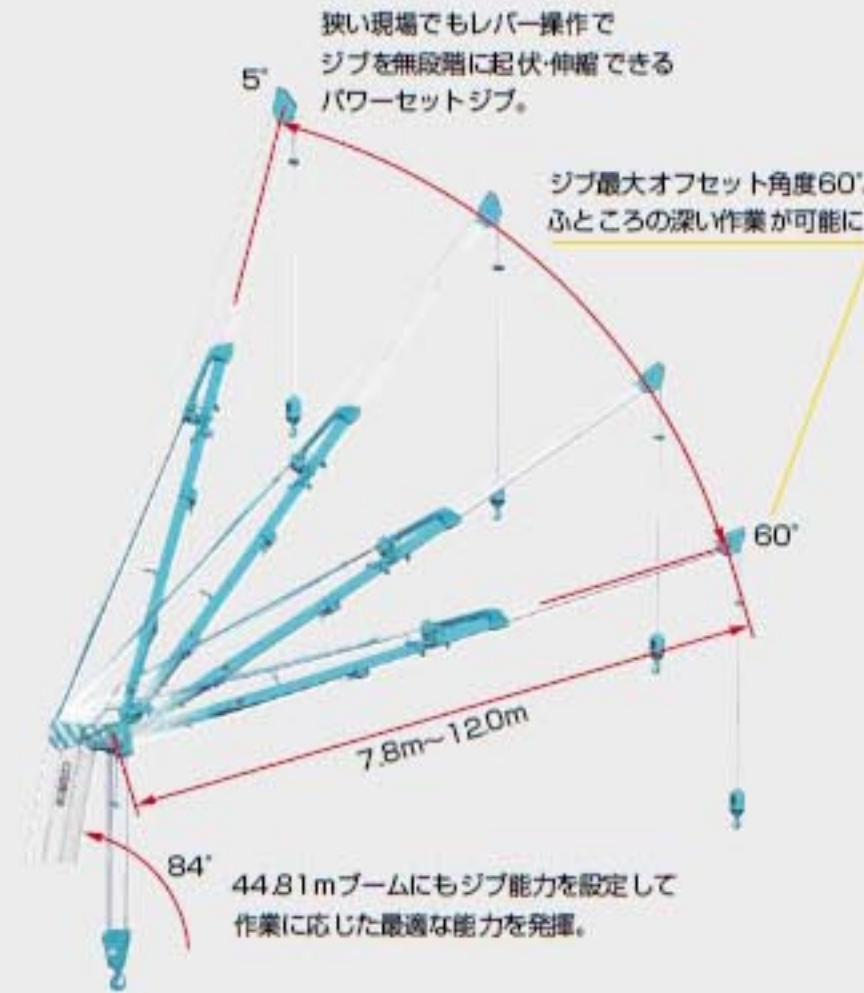 狭い現場でもレバー操作で
ジブを無段階に起伏･伸縮できる
パワーセットジブ。
5°
ジブ最大オフセット角度60°
ふところの深い作業が可能に
60°
7.8m〜12.0m
84°
44.81mブームにもジブ能力を設定して
作業に応じた最適な能力を発揮。